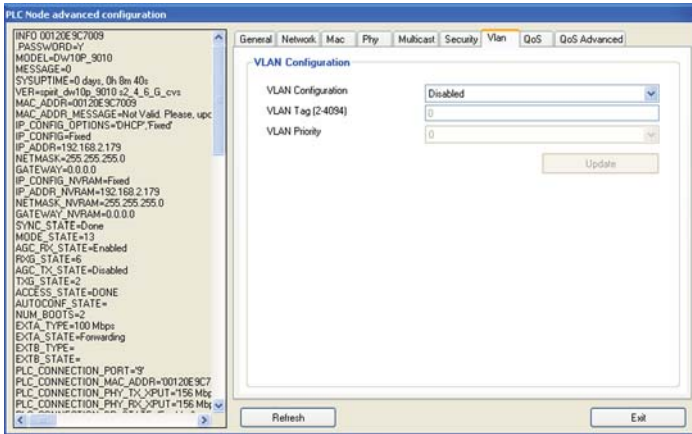 PLC Node advanced configuration
INFO 00120E9C7009
.PASSWORD=Y
MODEL=DW10P_9010
MESSAGE=0
SYSUPTIME=0 days, 0h 8m 40s
VER=spirit_dw10p_9010 s2_4_6_G_cvs
MAC_ADDR=00120E9C7009
MAC_ADDR_MESSAGE=Not Valid. Please, upc
IP_CONFIG_OPTIONS='DHCP','Fixed'
IP_CONFIG=Fixed
IP_ADDR=192.168.2.179
NETMASK=255.255.255.0
GATEWAY=0.0.0.0
IP_CONFIG_NVRAM=Fixed
IP_ADDR_NVRAM=192.168.2.179
NETMASK_NVRAM=255.255.255.0
GATEWAY_NVRAM=0.0.0.0
SYNC_STATE=Done
MODE_STATE=13
AGC_RX_STATE=Enabled
RXG_STATE=6
AGC_TX_STATE=Disabled
TXG_STATE=2
ACCESS_STATE=DONE
AUTOCONF_STATE=
NUM_BOOTS=2
EXTA_TYPE=100 Mbps
EXTA_STATE=Forwarding
EXTB_TYPE=
EXTB_STATE=
PLC_CONNECTION_PORT='9'
PLC_CONNECTION_MAC_ADDR='00120E9C7
PLC_CONNECTION_PHY_TX_XPUT='156 Mbp
PLC_CONNECTION_PHY_RX_XPUT='156 Mbp
General Network Mac Phy Multicast Security Vlan QoS QoS Advanced
VLAN Configuration
VLAN Configuration Disabled
VLAN Tag (2-4094) 0
VLAN Priority 0
Update
Refresh Exit